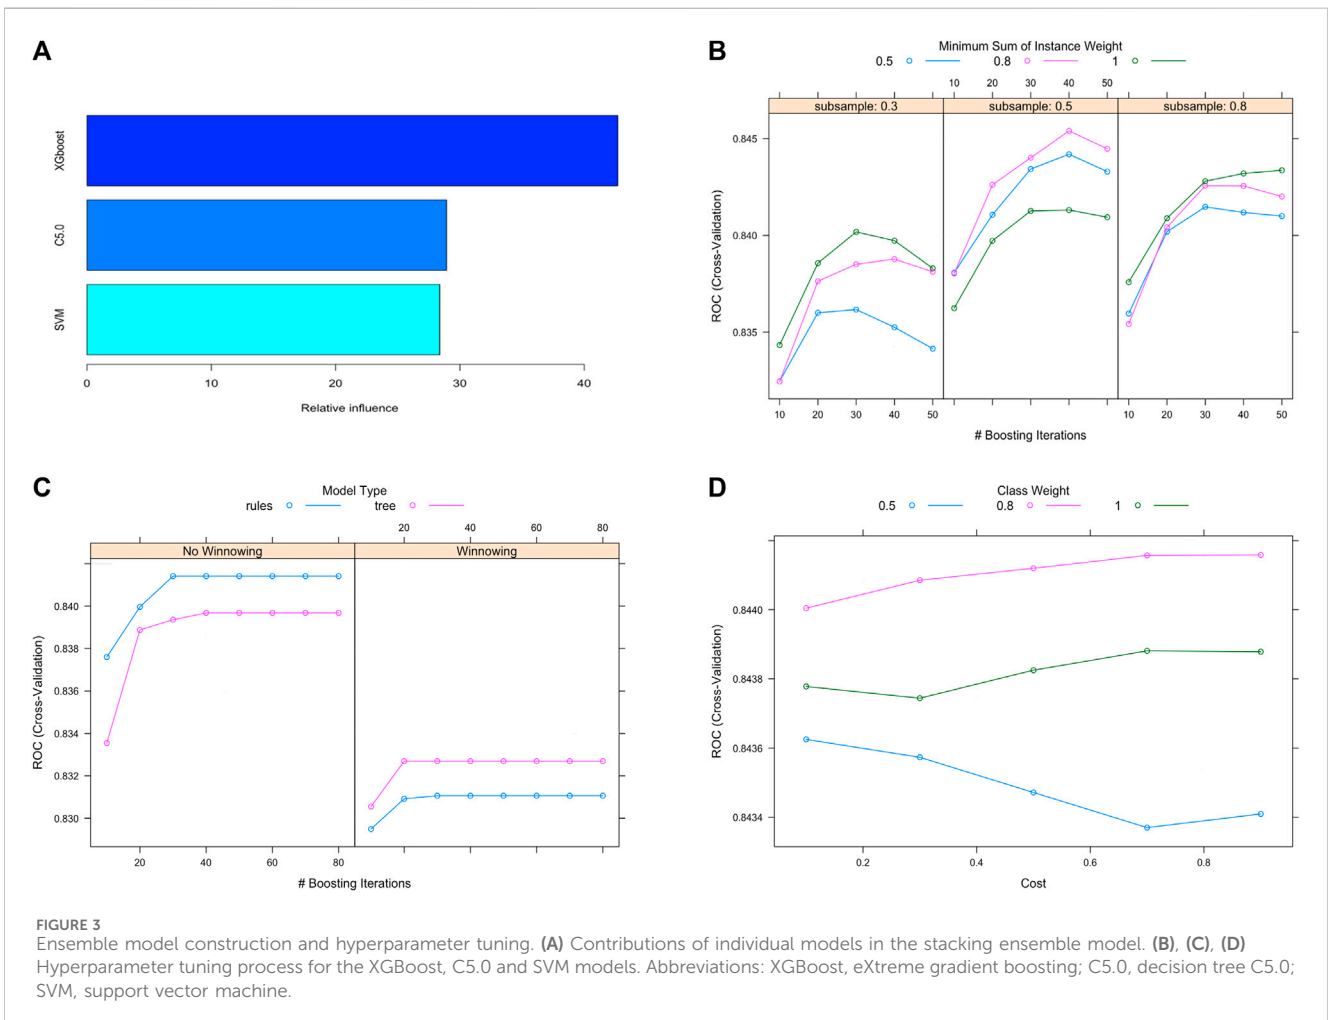 A
XGboost
C5.0
SVM
0 10 20 30 40
Relative influence
B
Minimum Sum of Instance Weight
0.5 0.8 1
10 20 30 40 50
subsample: 0.3 subsample: 0.5 subsample: 0.8
ROC (Cross-Validation)
0.845
0.840
0.835
10 20 30 40 50 10 20 30 40 50
# Boosting Iterations
C
Model Type
rules tree
20 40 60 80
No Winnowing Winnowing
ROC (Cross-Validation)
0.840
0.838
0.836
0.834
0.832
0.830
20 40 60 80
# Boosting Iterations
D
Class Weight
0.5 0.8 1
ROC (Cross-Validation)
0.8440
0.8438
0.8436
0.8434
0.2 0.4 0.6 0.8
Cost
FIGURE 3
Ensemble model construction and hyperparameter tuning. (A) Contributions of individual models in the stacking ensemble model. (B), (C), (D)
Hyperparameter tuning process for the XGBoost, C5.0 and SVM models. Abbreviations: XGBoost, eXtreme gradient boosting; C5.0, decision tree C5.0;
SVM, support vector machine.